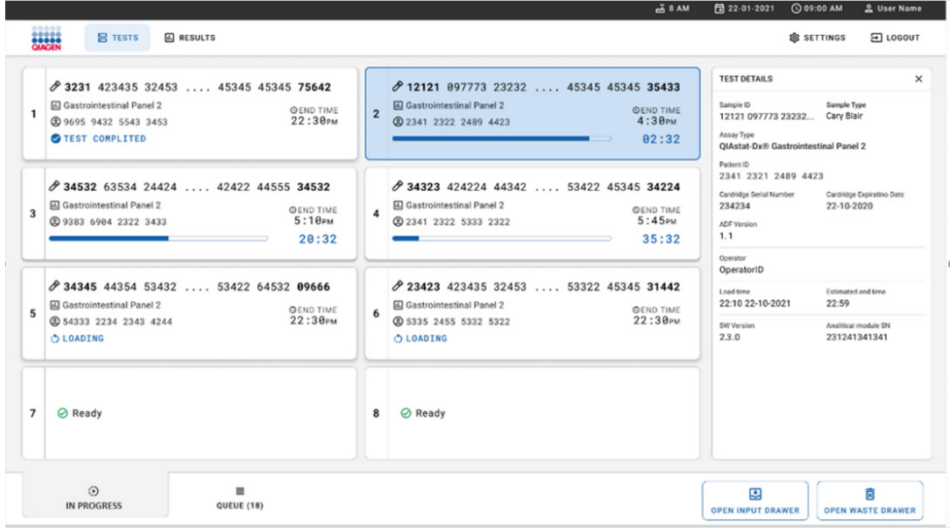 8 AM 22-01-2021 09:00 AM User Name
QIAGEN TESTS RESULTS SETTINGS LOGOUT
1
3231 423435 32453 .... 45345 45345 75642
Gastrointestinal Panel 2
9695 9432 5543 3453
TEST COMPLITED
END TIME
22:30PM
2
12121 097773 23232 .... 45345 45345 35433
Gastrointestinal Panel 2
2341 2322 2489 4423
END TIME
4:30PM
02:32
3
34532 63534 24424 .... 42422 44555 34532
Gastrointestinal Panel 2
9383 6904 2322 3433
END TIME
5:10PM
20:32
4
34323 424224 44342 .... 53422 45345 34224
Gastrointestinal Panel 2
2341 2322 5333 2322
END TIME
5:45PM
35:32
5
34345 44354 53432 .... 53422 64532 09666
Gastrointestinal Panel 2
54333 2234 2343 4244
LOADING
END TIME
22:30PM
6
23423 423435 32453 .... 53322 45345 31442
Gastrointestinal Panel 2
5335 2455 5332 5322
LOADING
END TIME
22:30PM
7 Ready
8 Ready
TEST DETAILS
Sample ID Sample Type
12121 097773 23232... Cary Blair
Assay Type
QIAstat-Dx® Gastrointestinal Panel 2
Patient ID
2341 2321 2489 4423
Cardridge Serial Number Cardridge Expiratino Date
234234 22-10-2020
ADF Version
1.1
Operator
OperatorID
Load time Estimated end time
22:10 22-10-2021 22:59
SW Version Analitical module SN
2.3.0 231241341341
IN PROGRESS QUEUE (18) OPEN INPUT DRAWER OPEN WASTE DRAWER